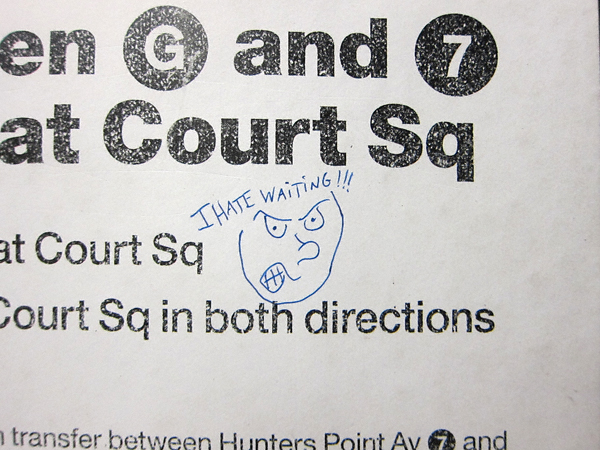 en G and 7
at Court Sq
I HATE WAITING!!!
at Court Sq
Court Sq in both directions
transfer between Hunters Point Av 7 and